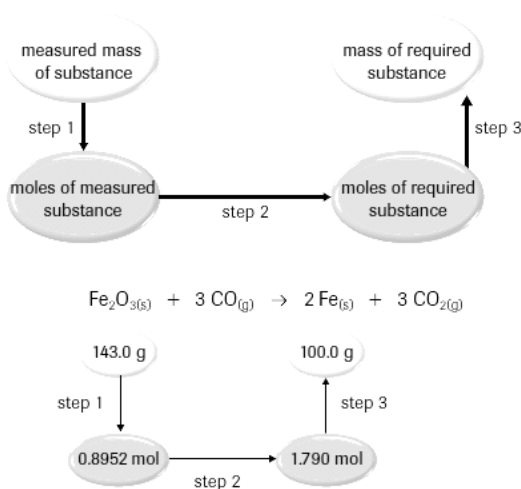 measured mass
of substance
mass of required
substance
step 1
step 3
moles of measured
substance
moles of required
substance
step 2
Fe₂O₃₍s₎ + 3 CO₍g₎ → 2 Fe₍s₎ + 3 CO₂₍g₎
143.0 g
100.0 g
step 1
step 3
0.8952 mol
1.790 mol
step 2